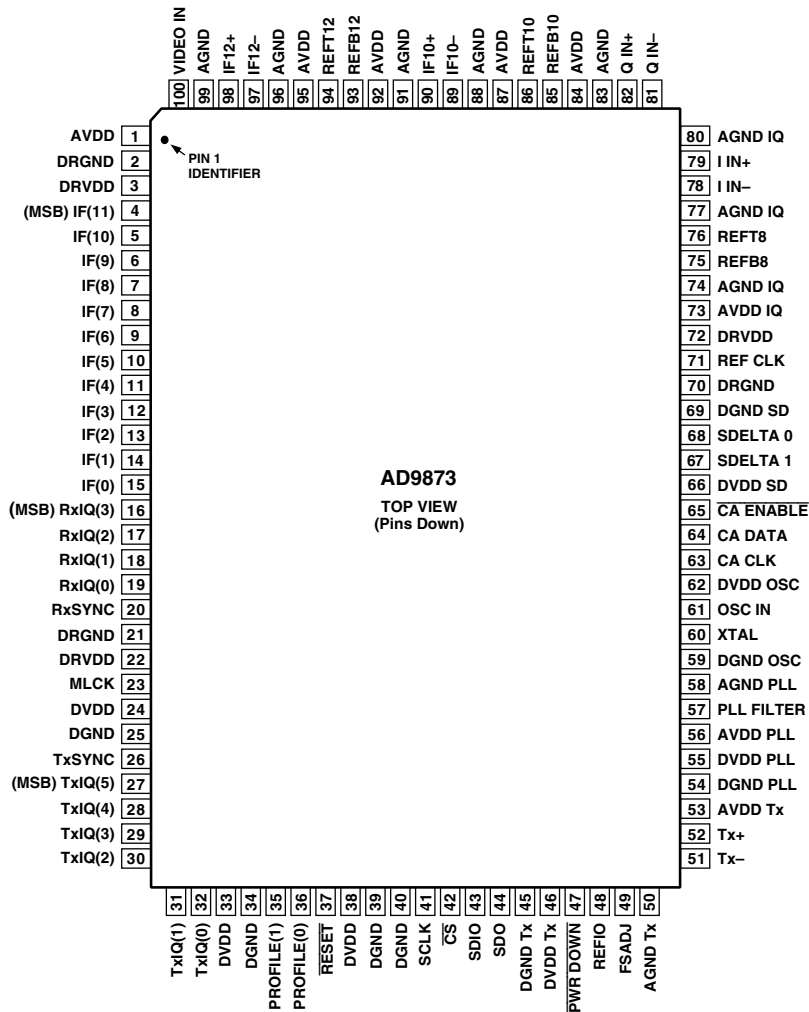 VIDEO IN
AGND
IF12+
IF12–
AGND
AVDD
REFT12
REFB12
AVDD
AGND
IF10+
IF10–
AGND
AVDD
REFT10
REFB10
AVDD
AGND
Q IN+
Q IN–
100 99 98 97 96 95 94 93 92 91 90 89 88 87 86 85 84 83 82 81
AVDD 1
DRGND 2
DRVDD 3
(MSB) IF(11) 4
IF(10) 5
IF(9) 6
IF(8) 7
IF(7) 8
IF(6) 9
IF(5) 10
IF(4) 11
IF(3) 12
IF(2) 13
IF(1) 14
IF(0) 15
(MSB) RxIQ(3) 16
RxIQ(2) 17
RxIQ(1) 18
RxIQ(0) 19
RxSYNC 20
DRGND 21
DRVDD 22
MLCK 23
DVDD 24
DGND 25
TxSYNC 26
(MSB) TxIQ(5) 27
TxIQ(4) 28
TxIQ(3) 29
TxIQ(2) 30
PIN 1
IDENTIFIER
AD9873
TOP VIEW
(Pins Down)
80 AGND IQ
79 I IN+
78 I IN–
77 AGND IQ
76 REFT8
75 REFB8
74 AGND IQ
73 AVDD IQ
72 DRVDD
71 REF CLK
70 DRGND
69 DGND SD
68 SDELTA 0
67 SDELTA 1
66 DVDD SD
65 CA ENABLE
64 CA DATA
63 CA CLK
62 DVDD OSC
61 OSC IN
60 XTAL
59 DGND OSC
58 AGND PLL
57 PLL FILTER
56 AVDD PLL
55 DVDD PLL
54 DGND PLL
53 AVDD Tx
52 Tx+
51 Tx–
31 32 33 34 35 36 37 38 39 40 41 42 43 44 45 46 47 48 49 50
TxIQ(1)
TxIQ(0)
DVDD
DGND
PROFILE(1)
PROFILE(0)
RESET
DVDD
DGND
DGND
SCLK
CS
SDIO
SDO
DGND Tx
DVDD Tx
PWR DOWN
REFIO
FSADJ
AGND Tx